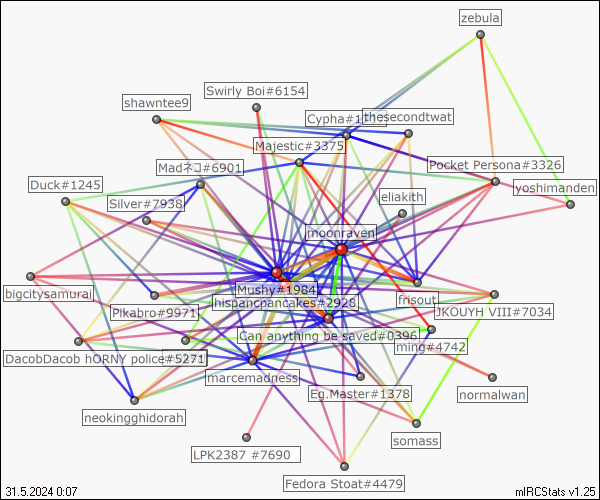 zebula
Swirly Boi#6154
shawntee9
Cypha#1
thesecondtwat
Majestic#3375
Madネコ#6901
Pocket Persona#3326
Duck#1245
eliakith
yoshimanden
Silver#7938
moonraven
Mushy#1984
bigcitysamurai
hispancpancakes#2928
frisout
Pikabro#9971
JKOUYH VIII#7034
Can anything be saved#0396
ming#4742
DacobDacob HORNY police#5271
marcemadness
Eg.Master#1378
normalwan
neokingghidorah
somass
LPK2387 #7690
Fedora Stoat#4479
31.5.2024 0:07
mIRCStats v1.25